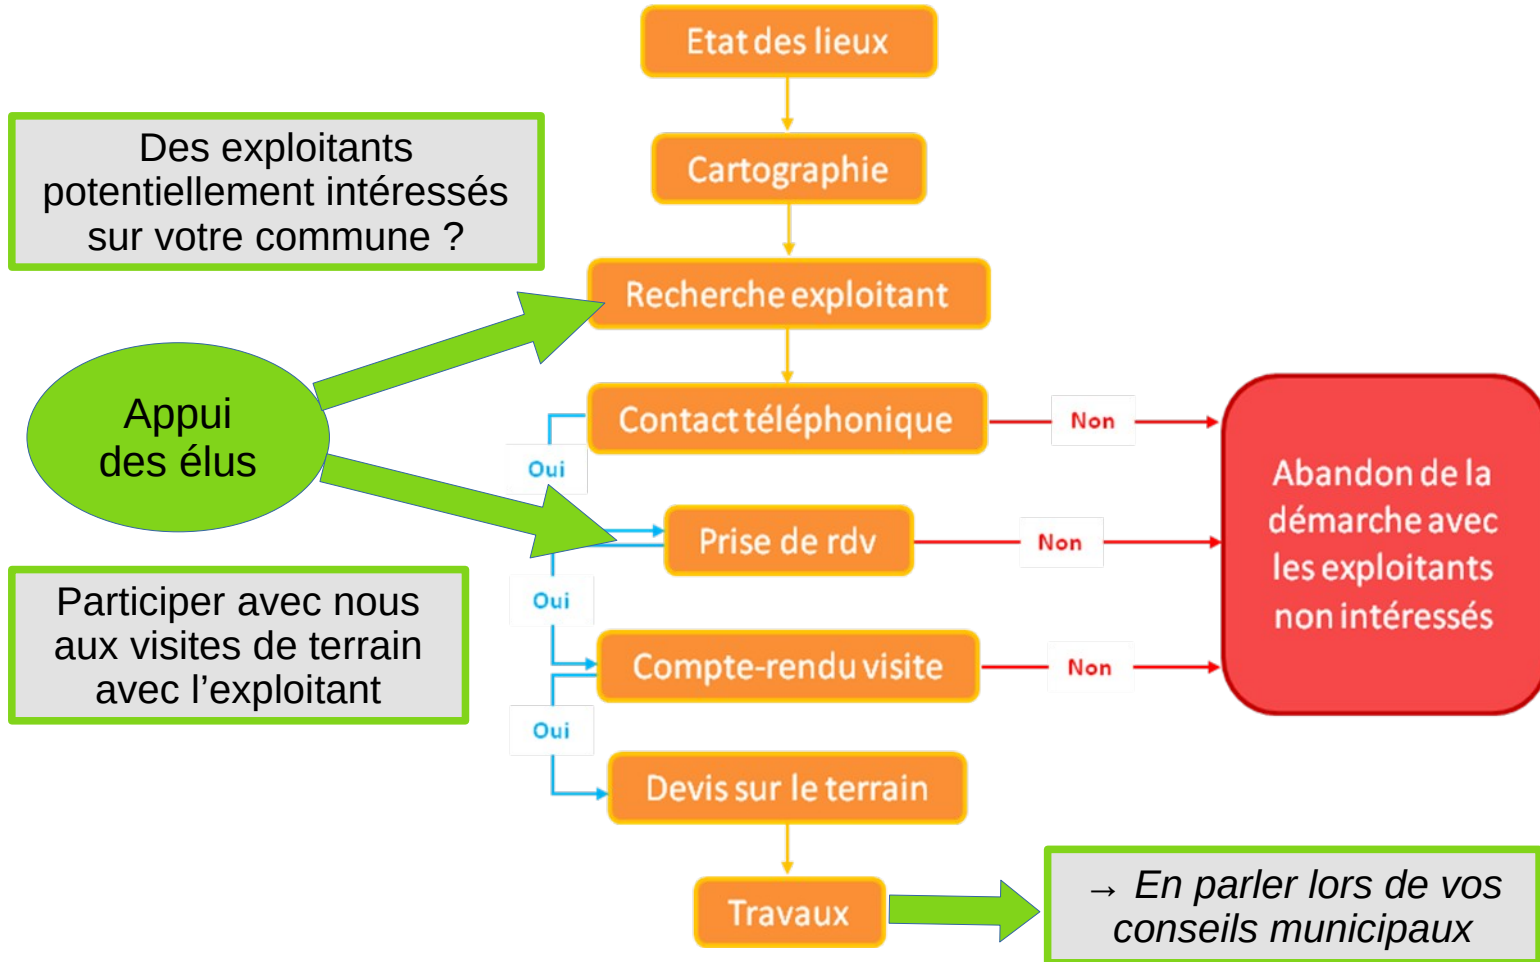 Etat des lieux
Cartographie
Des exploitants
potentiellement intéressés
sur votre commune ?
Recherche exploitant
Appui
des élus
Contact téléphonique
Non
Oui
Prise de rdv
Non
Oui
Abandon de la
démarche avec
les exploitants
non intéressés
Participer avec nous
aux visites de terrain
avec l’exploitant
Compte-rendu visite
Non
Oui
Devis sur le terrain
Travaux
→ En parler lors de vos
conseils municipaux